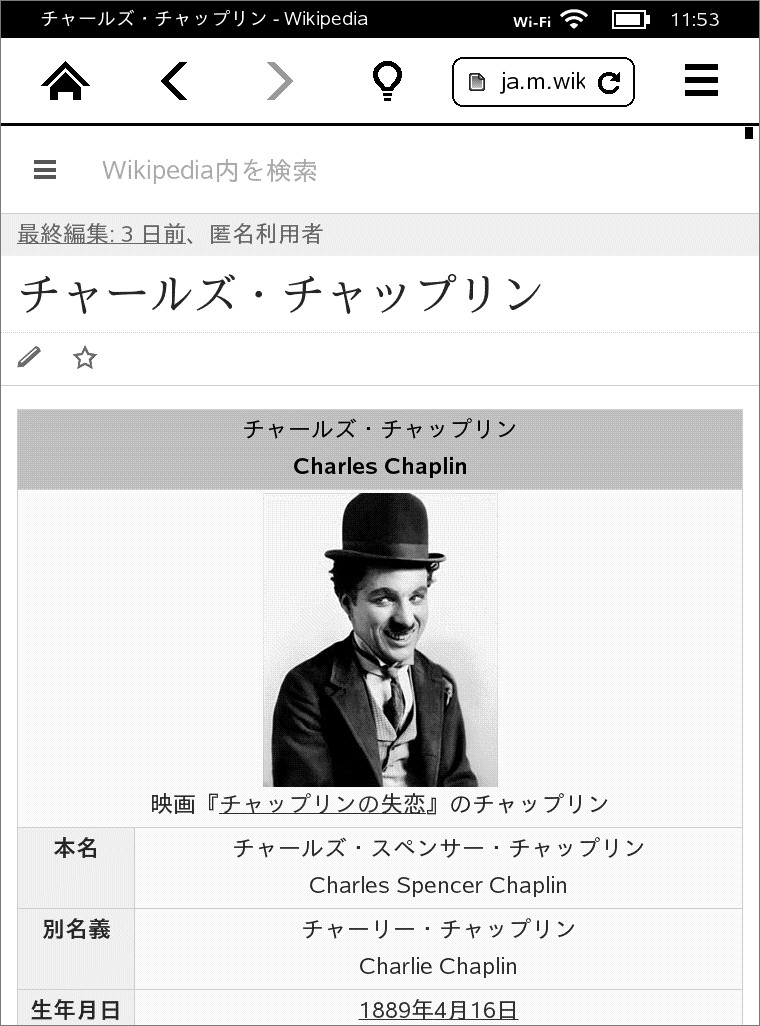 チャールズ・チャップリン - Wikipedia
Wi-Fi
11:53
ja.m.wik
Wikipedia内を検索
最終編集: 3 日前、匿名利用者
チャールズ・チャップリン
チャールズ・チャップリン
Charles Chaplin
映画『チャップリンの失恋』のチャップリン
本名
チャールズ・スペンサー・チャップリン
Charles Spencer Chaplin
別名義
チャーリー・チャップリン
Charlie Chaplin
生年月日
1889年4月16日